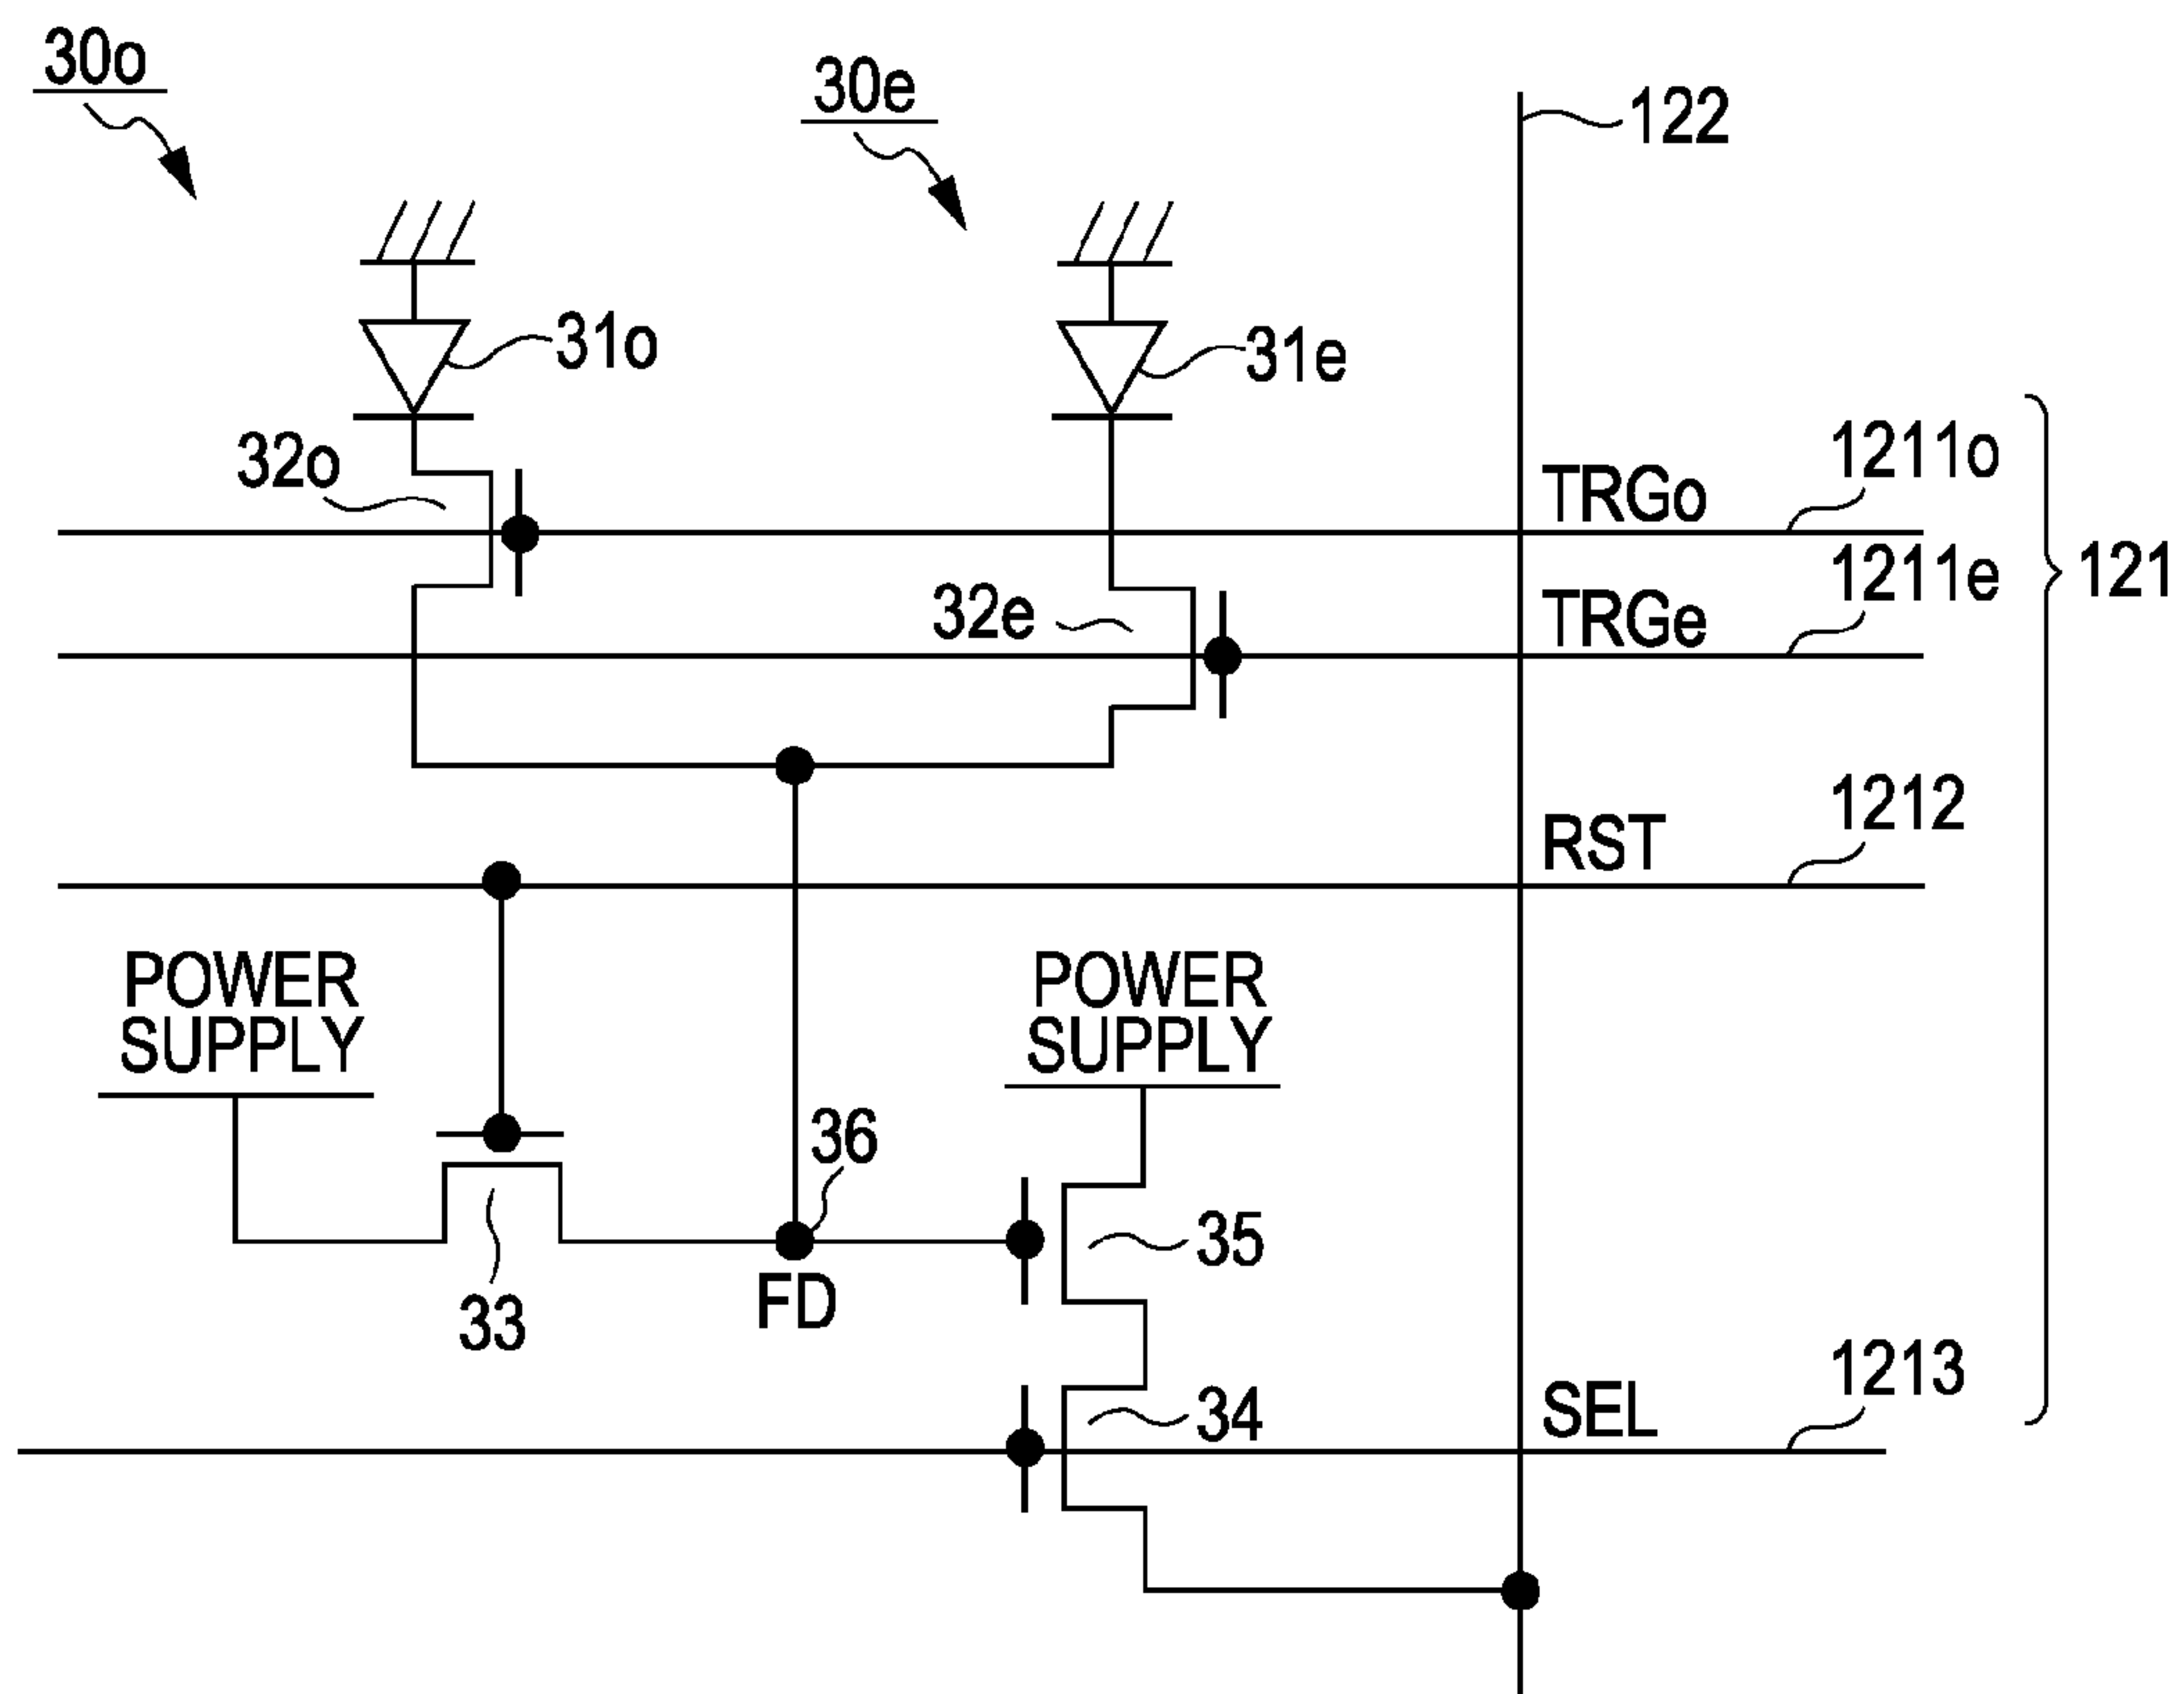 30o
30e
122
31o
31e
32o
TRGo
1211o
32e
TRGe
1211e
121
RST
1212
POWER
SUPPLY
POWER
SUPPLY
36
35
FD
33
34
SEL
1213